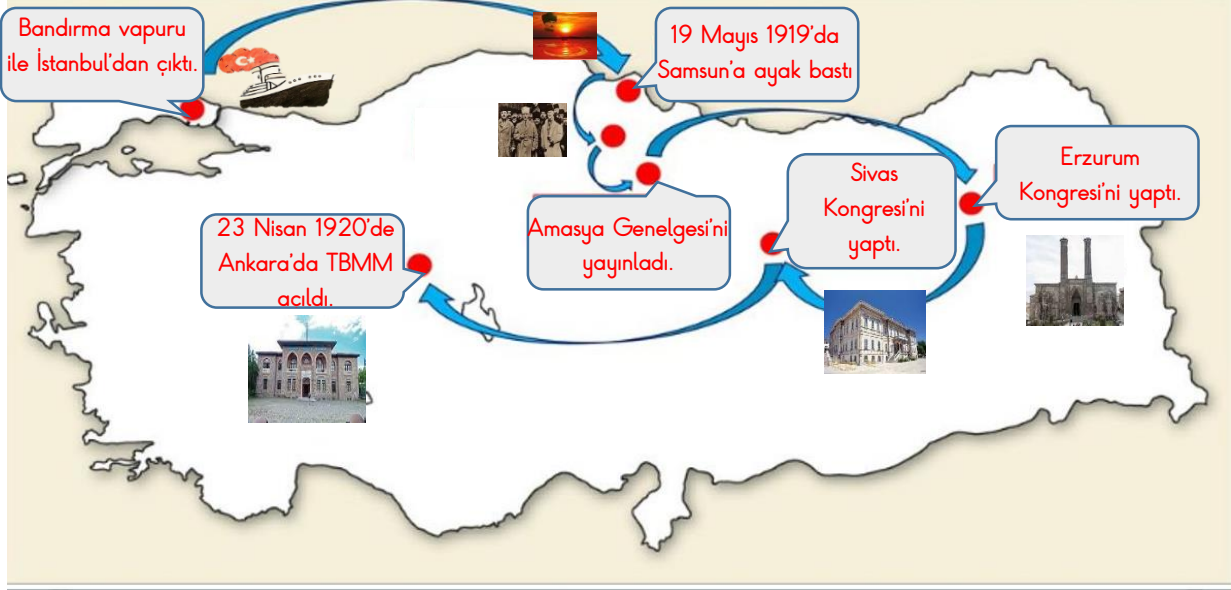 Bandırma vapuru
ile İstanbul'dan çıktı.
19 Mayıs 1919'da
Samsun'a ayak bastı
Amasya Genelgesi'ni
yayınladı.
Erzurum
Kongresi'ni yaptı.
Sivas
Kongresi'ni
yaptı.
23 Nisan 1920'de
Ankara'da TBMM
açıldı.